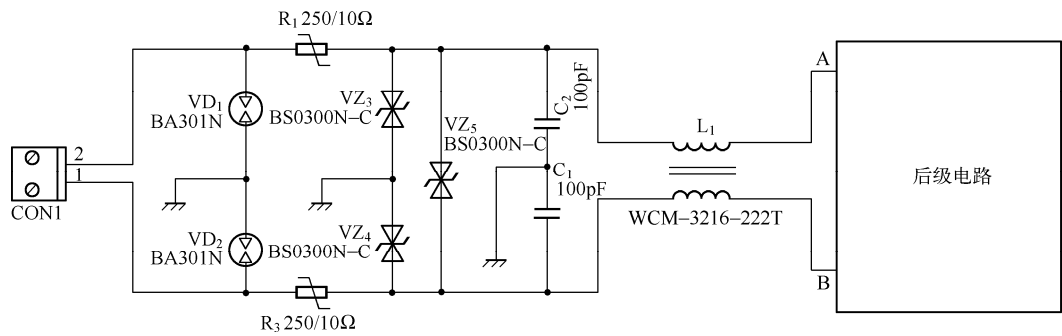 R₁ 250/10Ω
A
C₂
100pF
VD₁
BA301N
VZ₃
BS0300N–C
VZ₅
BS0300N–C
L₁
2
1
CON1
C₁
100pF
后级电路
WCM–3216–222T
VD₂
BA301N
VZ₄
BS0300N–C
B
R₃ 250/10Ω